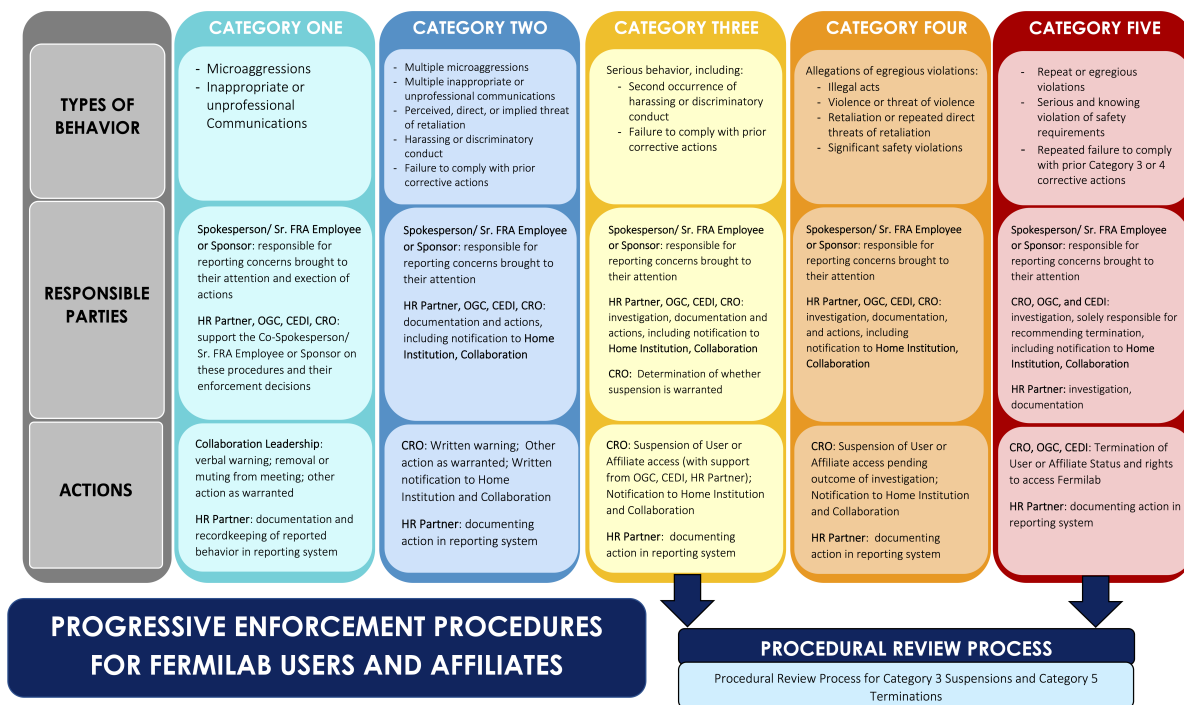 CATEGORY ONE
CATEGORY TWO
CATEGORY THREE
CATEGORY FOUR
CATEGORY FIVE
TYPES OF
BEHAVIOR
- Microaggressions
- Inappropriate or
unprofessional
Communications
- Multiple microaggressions
- Multiple inappropriate or
unprofessional communications
- Perceived, direct, or implied threat
of retaliation
- Harassing or discriminatory
conduct
- Failure to comply with prior
corrective actions
Serious behavior, including:
- Second occurrence of
harassing or discriminatory
conduct
- Failure to comply with prior
corrective actions
Allegations of egregious violations:
- Illegal acts
- Violence or threat of violence
- Retaliation or repeated direct
threats of retaliation
- Significant safety violations
- Repeat or egregious
violations
- Serious and knowing
violation of safety
requirements
- Repeated failure to comply
with prior Category 3 or 4
corrective actions
RESPONSIBLE
PARTIES
Spokesperson/ Sr. FRA Employee
or Sponsor: responsible for
reporting concerns brought to
their attention and exection of
actions
HR Partner, OGC, CEDI, CRO:
support the Co-Spokesperson/
Sr. FRA Employee or Sponsor on
these procedures and their
enforcement decisions
Spokesperson/ Sr. FRA Employee
or Sponsor: responsible for
reporting concerns brought to
their attention
HR Partner, OGC, CEDI, CRO:
documentation and actions,
including notification to Home
Institution, Collaboration
Spokesperson/ Sr. FRA Employee
or Sponsor: responsible for
reporting concerns brought to
their attention
HR Partner, OGC, CEDI, CRO:
investigation, documentation and
actions, including notification to
Home Institution, Collaboration
CRO: Determination of whether
suspension is warranted
Spokesperson/ Sr. FRA Employee
or Sponsor: responsible for
reporting concerns brought to
their attention
HR Partner, OGC, CEDI, CRO:
investigation, documentation,
and actions, including
notification to Home Institution,
Collaboration
Spokesperson/ Sr. FRA Employee
or Sponsor: responsible for
reporting concerns brought to
their attention
CRO, OGC, and CEDI:
investigation, solely responsible for
recommending termination,
including notification to Home
Institution, Collaboration
HR Partner: investigation,
documentation
ACTIONS
Collaboration Leadership:
verbal warning; removal or
muting from meeting; other
action as warranted
HR Partner: documentation and
recordkeeping of reported
behavior in reporting system
CRO: Written warning; Other
action as warranted; Written
notification to Home
Institution and Collaboration
HR Partner: documenting
action in reporting system
CRO: Suspension of User or
Affiliate access (with support
from OGC, CEDI, HR Partner);
Notification to Home Institution
and Collaboration
HR Partner: documenting
action in reporting system
CRO: Suspension of User or
Affiliate access pending
outcome of investigation;
Notification to Home Institution
and Collaboration
HR Partner: documenting
action in reporting system
CRO, OGC, CEDI: Termination of
User or Affiliate Status and rights
to access Fermilab
HR Partner: documenting action in
reporting system
PROGRESSIVE ENFORCEMENT PROCEDURES
FOR FERMILAB USERS AND AFFILIATES
PROCEDURAL REVIEW PROCESS
Procedural Review Process for Category 3 Suspensions and Category 5
Terminations